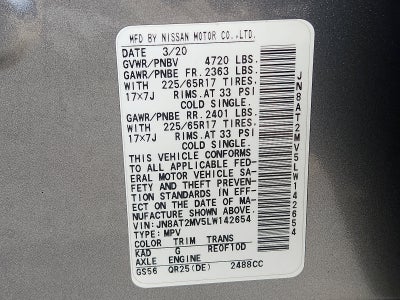 MFD BY NISSAN MOTOR CO.,LTD.
DATE 3/20
GVWR/PNBV 4720 LBS.
GAWR/PNBE FR.2363 LBS.
WITH 225/65R17 TIRES.
17×7J RIMS.AT 33 PSI
COLD SINGLE.
GAWR/PNBE RR.2401 LBS.
WITH 225/65R17 TIRES.
17×7J RIMS.AT 33 PSI
COLD SINGLE.
THIS VEHICLE CONFORMS
TO ALL APPLICABLE FED-
ERAL MOTOR VEHICLE SA-
FETY AND THEFT PREVEN-
TION STANDARDS IN EFF-
ECT ON THE DATE OF MA-
NUFACTURE SHOWN ABOVE.
VIN:JN8AT2MV5LW142654
TYPE:MPV
COLOR TRIM TRANS
KAD G RE0F10D
AXLE ENGINE
GS56 QR25(DE) 2488CC
JN8AT2MV5LW142654